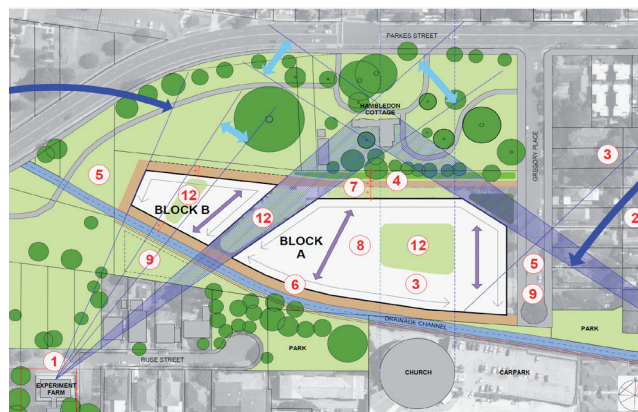 PARKES STREET
HAMBLEDON
COTTAGE
GREGORY PLACE
3
5
12
7
4
2
BLOCK B
12
BLOCK
A
8
12
9
6
3
5
9
DRAINAGE CHANNEL
PARK
RUSE STREET
PARK
1
EXPERIMENT
FARM
CHURCH
CARPARK